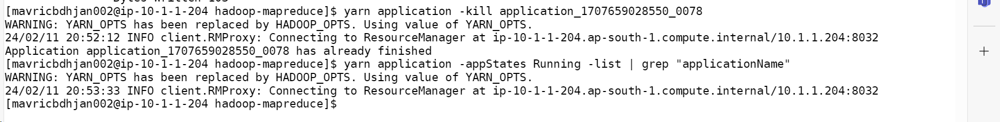 [mavricbdhjan002@ip-10-1-1-204 hadoop-mapreduce]$ yarn application -kill application_1707659028550_0078
WARNING: YARN_OPTS has been replaced by HADOOP_OPTS. Using value of YARN_OPTS.
24/02/11 20:52:12 INFO client.RMProxy: Connecting to ResourceManager at ip-10-1-1-204.ap-south-1.compute.internal/10.1.1.204:8032
Application application_1707659028550_0078 has already finished
[mavricbdhjan002@ip-10-1-1-204 hadoop-mapreduce]$ yarn application -appStates Running -list | grep "applicationName"
WARNING: YARN_OPTS has been replaced by HADOOP_OPTS. Using value of YARN_OPTS.
24/02/11 20:53:33 INFO client.RMProxy: Connecting to ResourceManager at ip-10-1-1-204.ap-south-1.compute.internal/10.1.1.204:8032
[mavricbdhjan002@ip-10-1-1-204 hadoop-mapreduce]$